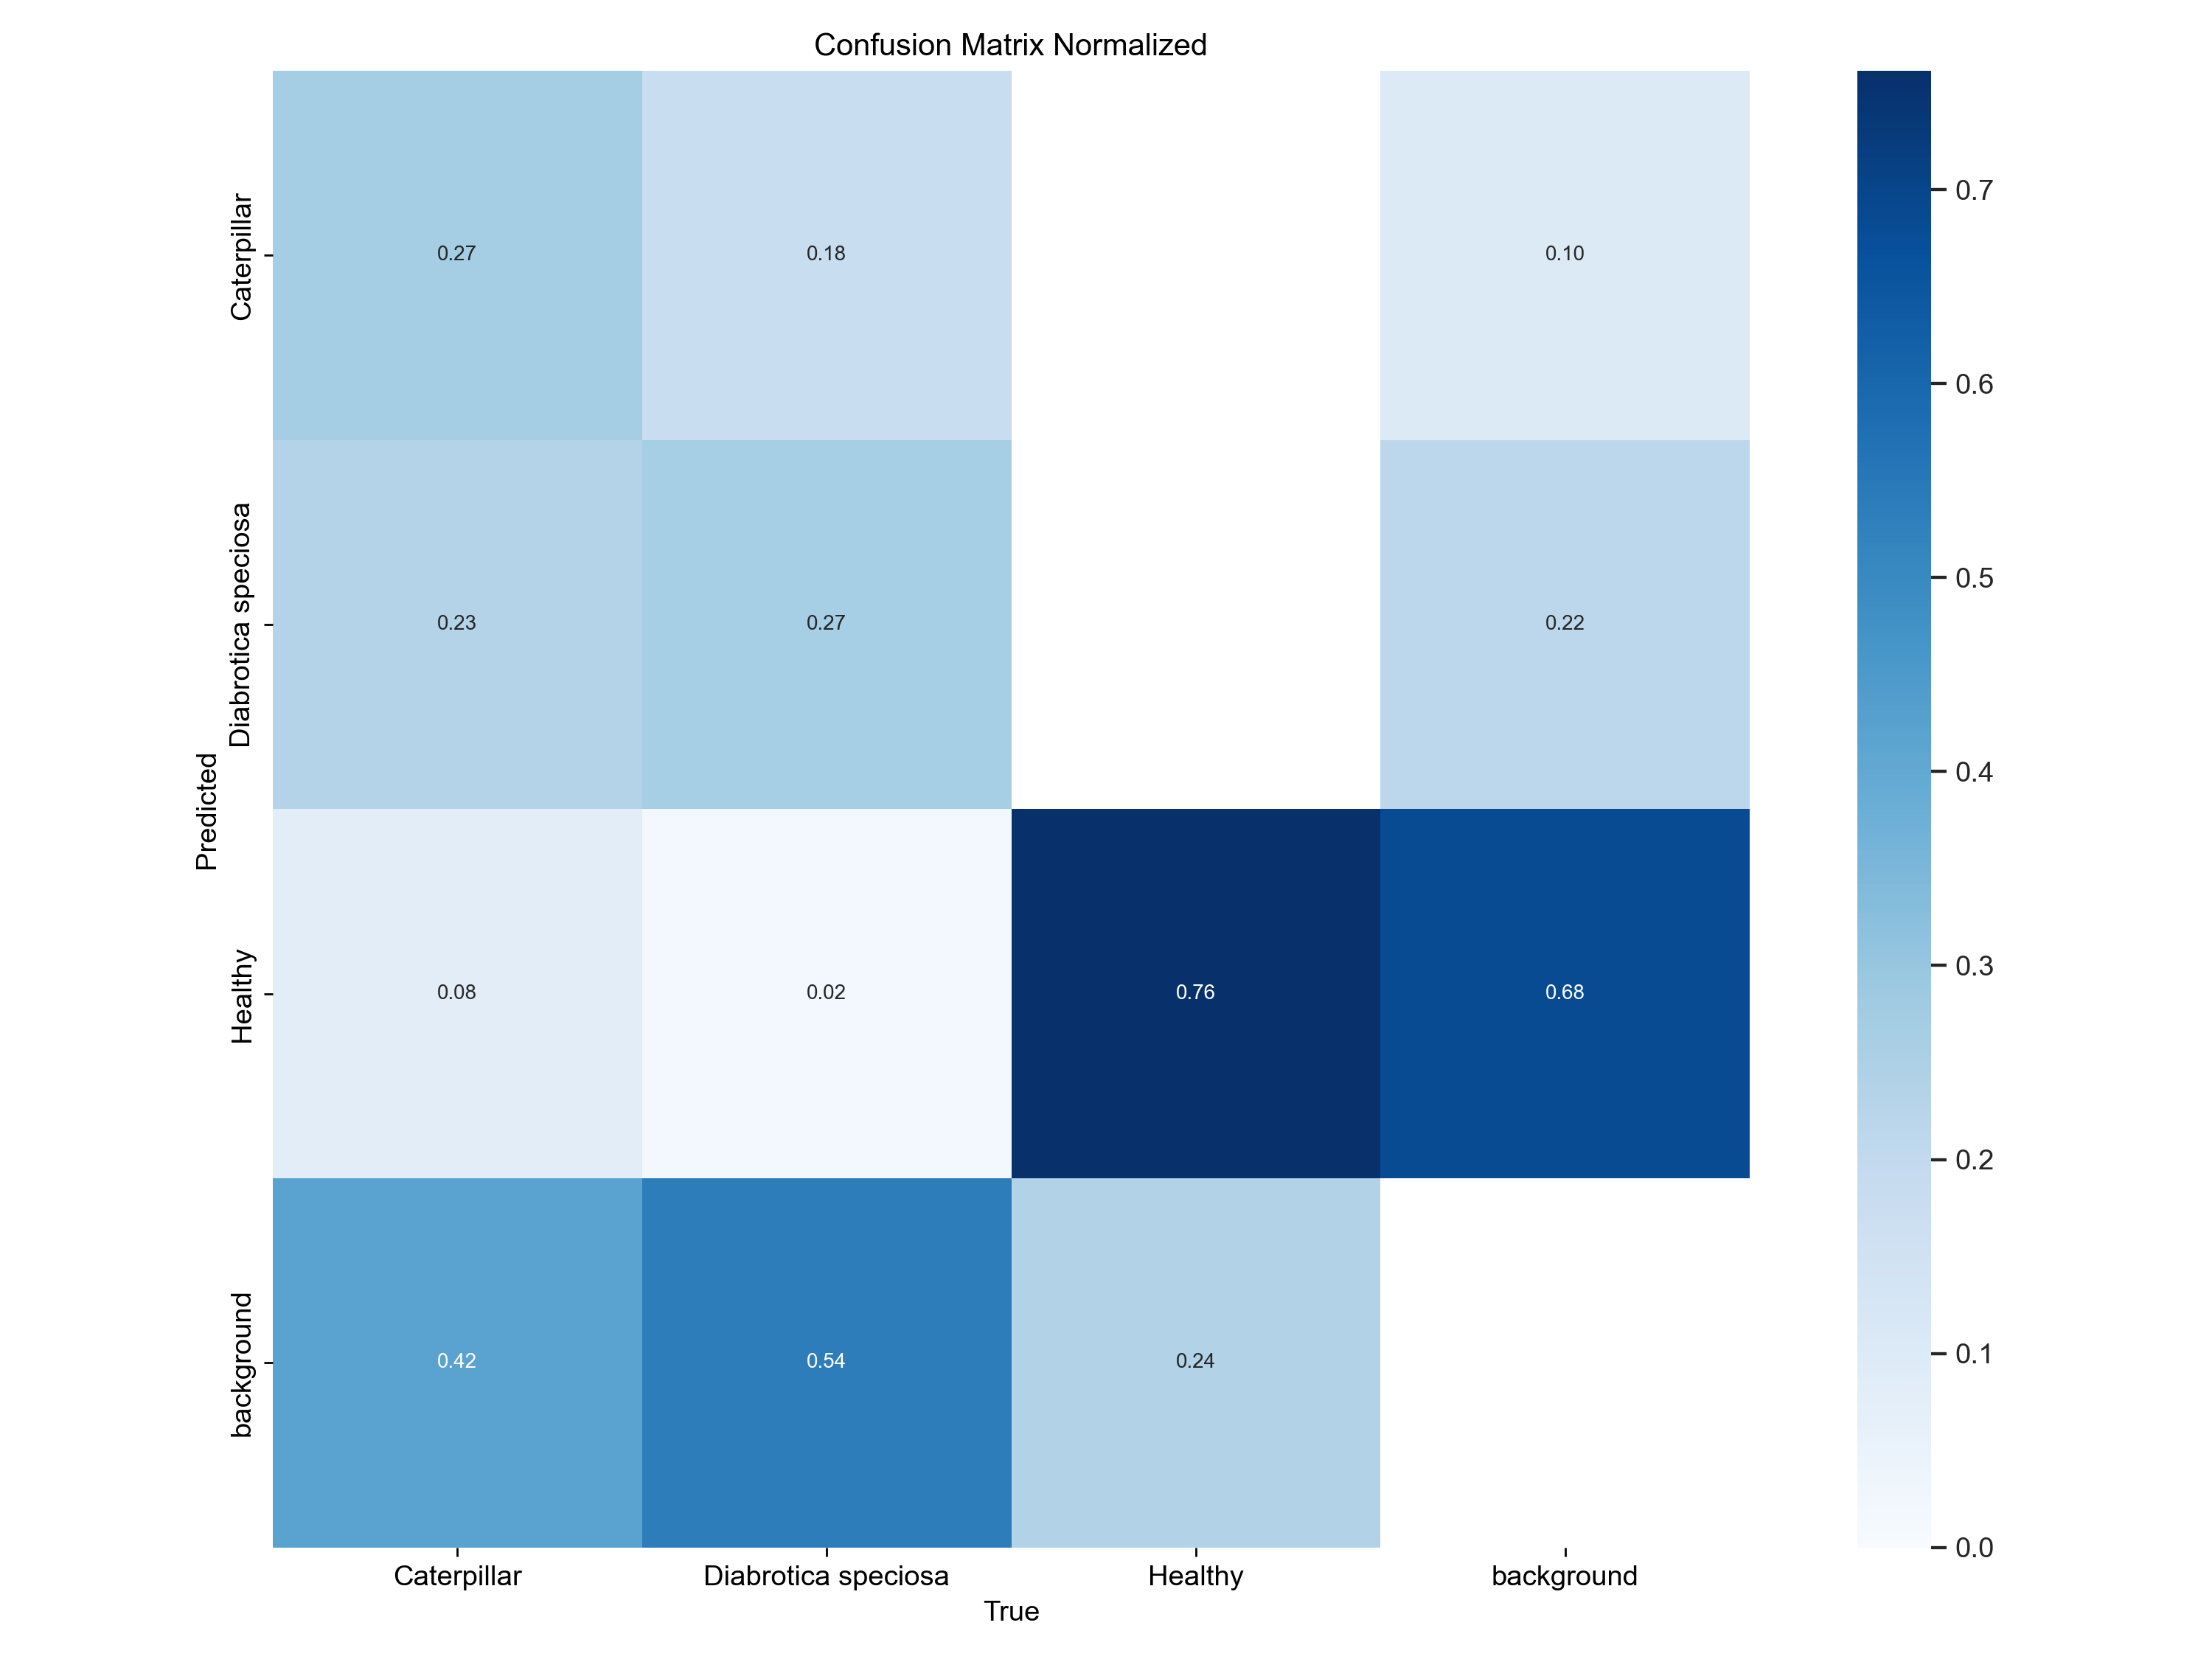 Confusion Matrix Normalized
Predicted
Caterpillar
0.27 0.18 0.10
Diabrotica speciosa
0.23 0.27 0.22
Healthy
0.08 0.02 0.76 0.68
background
0.42 0.54 0.24
Caterpillar Diabrotica speciosa Healthy background
True
0.7
0.6
0.5
0.4
0.3
0.2
0.1
0.0